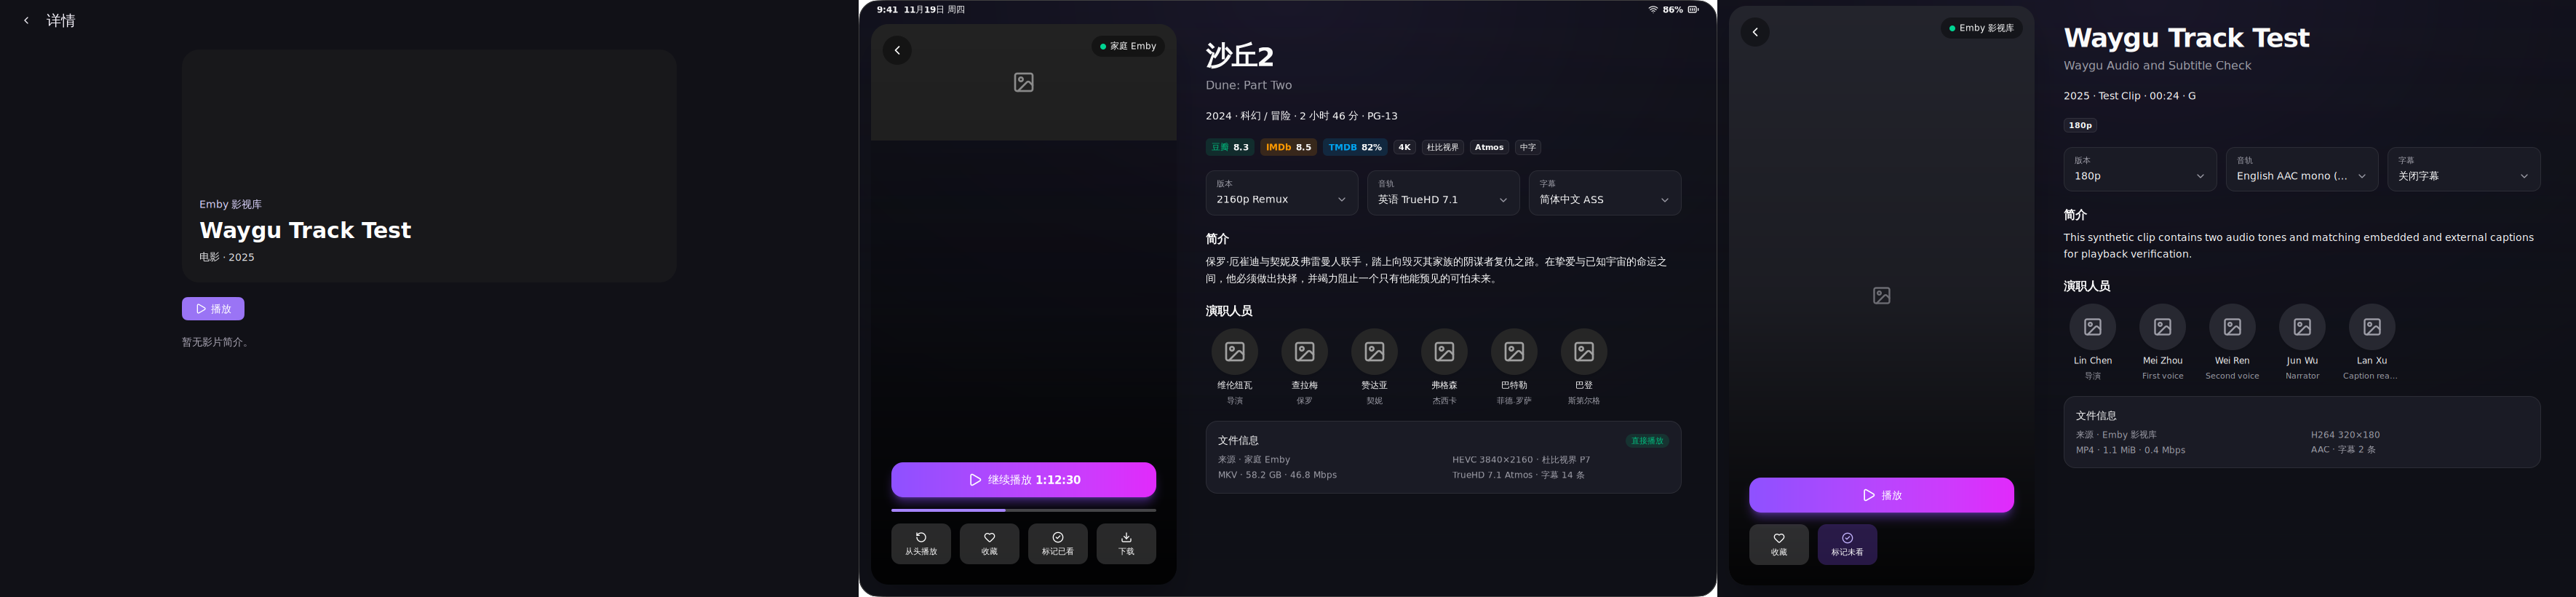 详情
Emby 影视库
Waygu Track Test
电影 · 2025
播放
暂无影片简介。
9:41 11月19日 周四
86%
家庭 Emby
继续播放 1:12:30
从头播放
收藏
标记已看
下载
沙丘2
Dune: Part Two
2024 · 科幻 / 冒险 · 2 小时 46 分 · PG-13
豆瓣 8.3 IMDb 8.5 TMDB 82% 4K 杜比视界 Atmos 中字
版本
2160p Remux
音轨
英语 TrueHD 7.1
字幕
简体中文 ASS
简介
保罗·厄崔迪与契妮及弗雷曼人联手，踏上向毁灭其家族的阴谋者复仇之路。在挚爱与已知宇宙的命运之
间，他必须做出抉择，并竭力阻止一个只有他能预见的可怕未来。
演职人员
维伦纽瓦
导演
查拉梅
保罗
赞达亚
契妮
弗格森
杰西卡
巴特勒
菲德·罗萨
巴登
斯第尔格
文件信息
直接播放
来源 · 家庭 Emby
HEVC 3840×2160 · 杜比视界 P7
MKV · 58.2 GB · 46.8 Mbps
TrueHD 7.1 Atmos · 字幕 14 条
Emby 影视库
播放
收藏
标记未看
Waygu Track Test
Waygu Audio and Subtitle Check
2025 · Test Clip · 00:24 · G
180p
版本
180p
音轨
English AAC mono (...
字幕
关闭字幕
简介
This synthetic clip contains two audio tones and matching embedded and external captions
for playback verification.
演职人员
Lin Chen
导演
Mei Zhou
First voice
Wei Ren
Second voice
Jun Wu
Narrator
Lan Xu
Caption rea...
文件信息
来源 · Emby 影视库
H264 320×180
MP4 · 1.1 MiB · 0.4 Mbps
AAC · 字幕 2 条